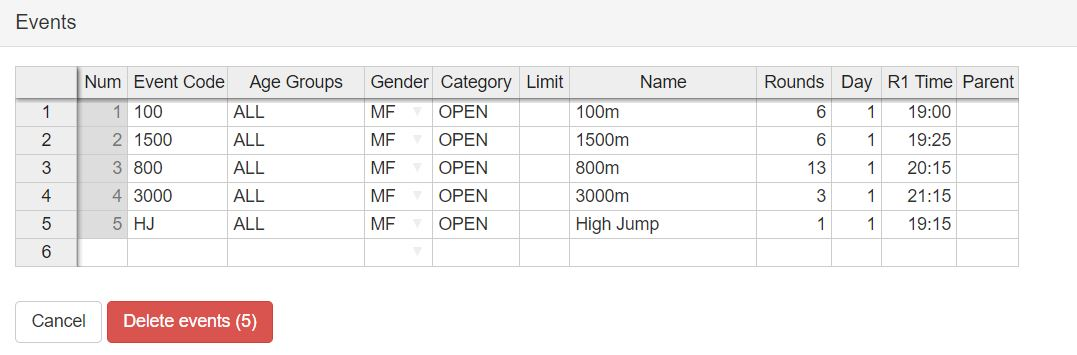 Events
Num Event Code Age Groups Gender Category Limit Name Rounds Day R1 Time Parent
1 1 100 ALL MF OPEN 100m 6 1 19:00
2 2 1500 ALL MF OPEN 1500m 6 1 19:25
3 3 800 ALL MF OPEN 800m 13 1 20:15
4 4 3000 ALL MF OPEN 3000m 3 1 21:15
5 5 HJ ALL MF OPEN High Jump 1 1 19:15
6
Cancel Delete events (5)